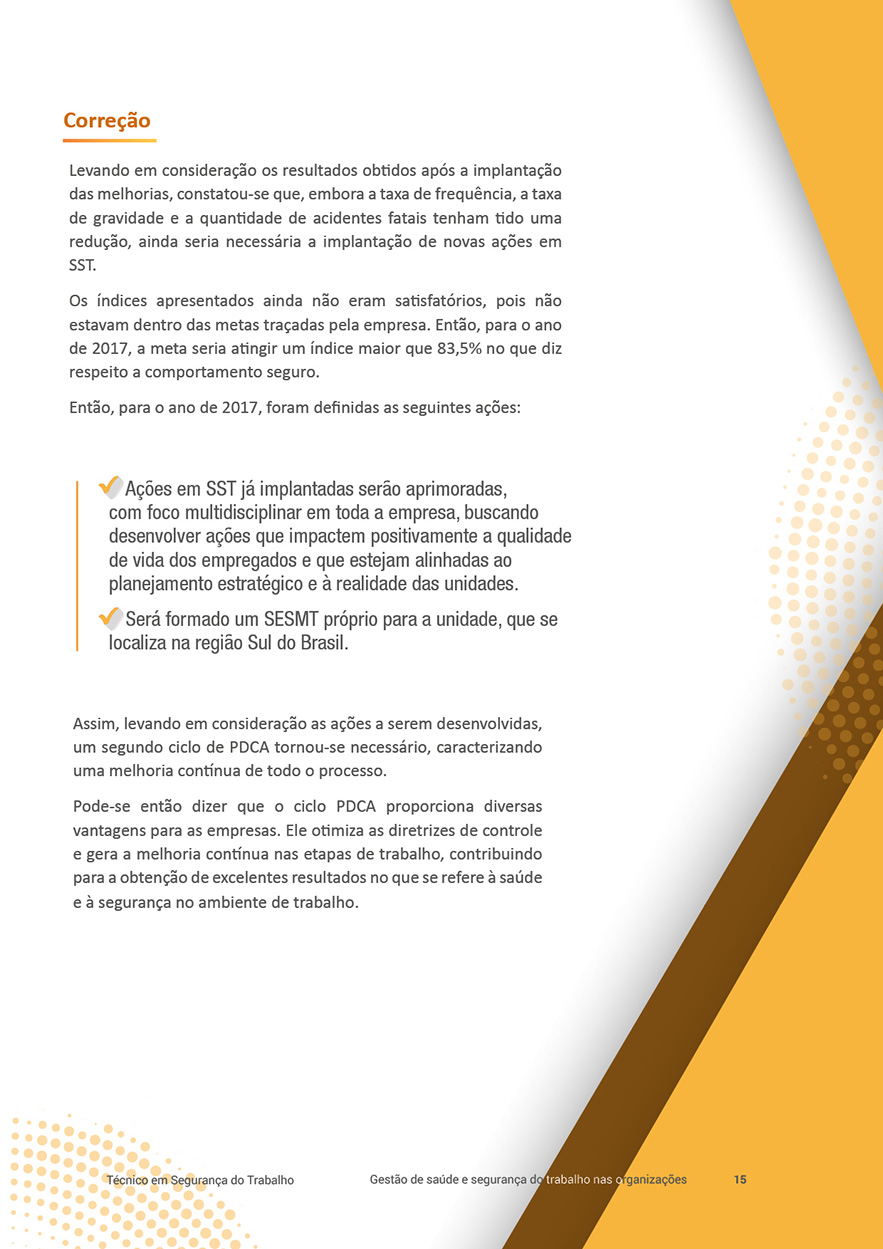 Correção
Levando em consideração os resultados obtidos após a implantação
das melhorias, constatou-se que, embora a taxa de frequência, a taxa
de gravidade e a quantidade de acidentes fatais tenham tido uma
redução, ainda seria necessária a implantação de novas ações em
SST.
Os índices apresentados ainda não eram satisfatórios, pois não
estavam dentro das metas traçadas pela empresa. Então, para o ano
de 2017, a meta seria atingir um índice maior que 83,5% no que diz
respeito a comportamento seguro.
Então, para o ano de 2017, foram definidas as seguintes ações:
Ações em SST já implantadas serão aprimoradas,
com foco multidisciplinar em toda a empresa, buscando
desenvolver ações que impactem positivamente a qualidade
de vida dos empregados e que estejam alinhadas ao
planejamento estratégico e à realidade das unidades.
Será formado um SESMT próprio para a unidade, que se
localiza na região Sul do Brasil.
Assim, levando em consideração as ações a serem desenvolvidas,
um segundo ciclo de PDCA tornou-se necessário, caracterizando
uma melhoria contínua de todo o processo.
Pode-se então dizer que o ciclo PDCA proporciona diversas
vantagens para as empresas. Ele otimiza as diretrizes de controle
e gera a melhoria contínua nas etapas de trabalho, contribuindo
para a obtenção de excelentes resultados no que se refere à saúde
e à segurança no ambiente de trabalho.
Técnico em Segurança do Trabalho Gestão de saúde e segurança do trabalho nas organizações 15